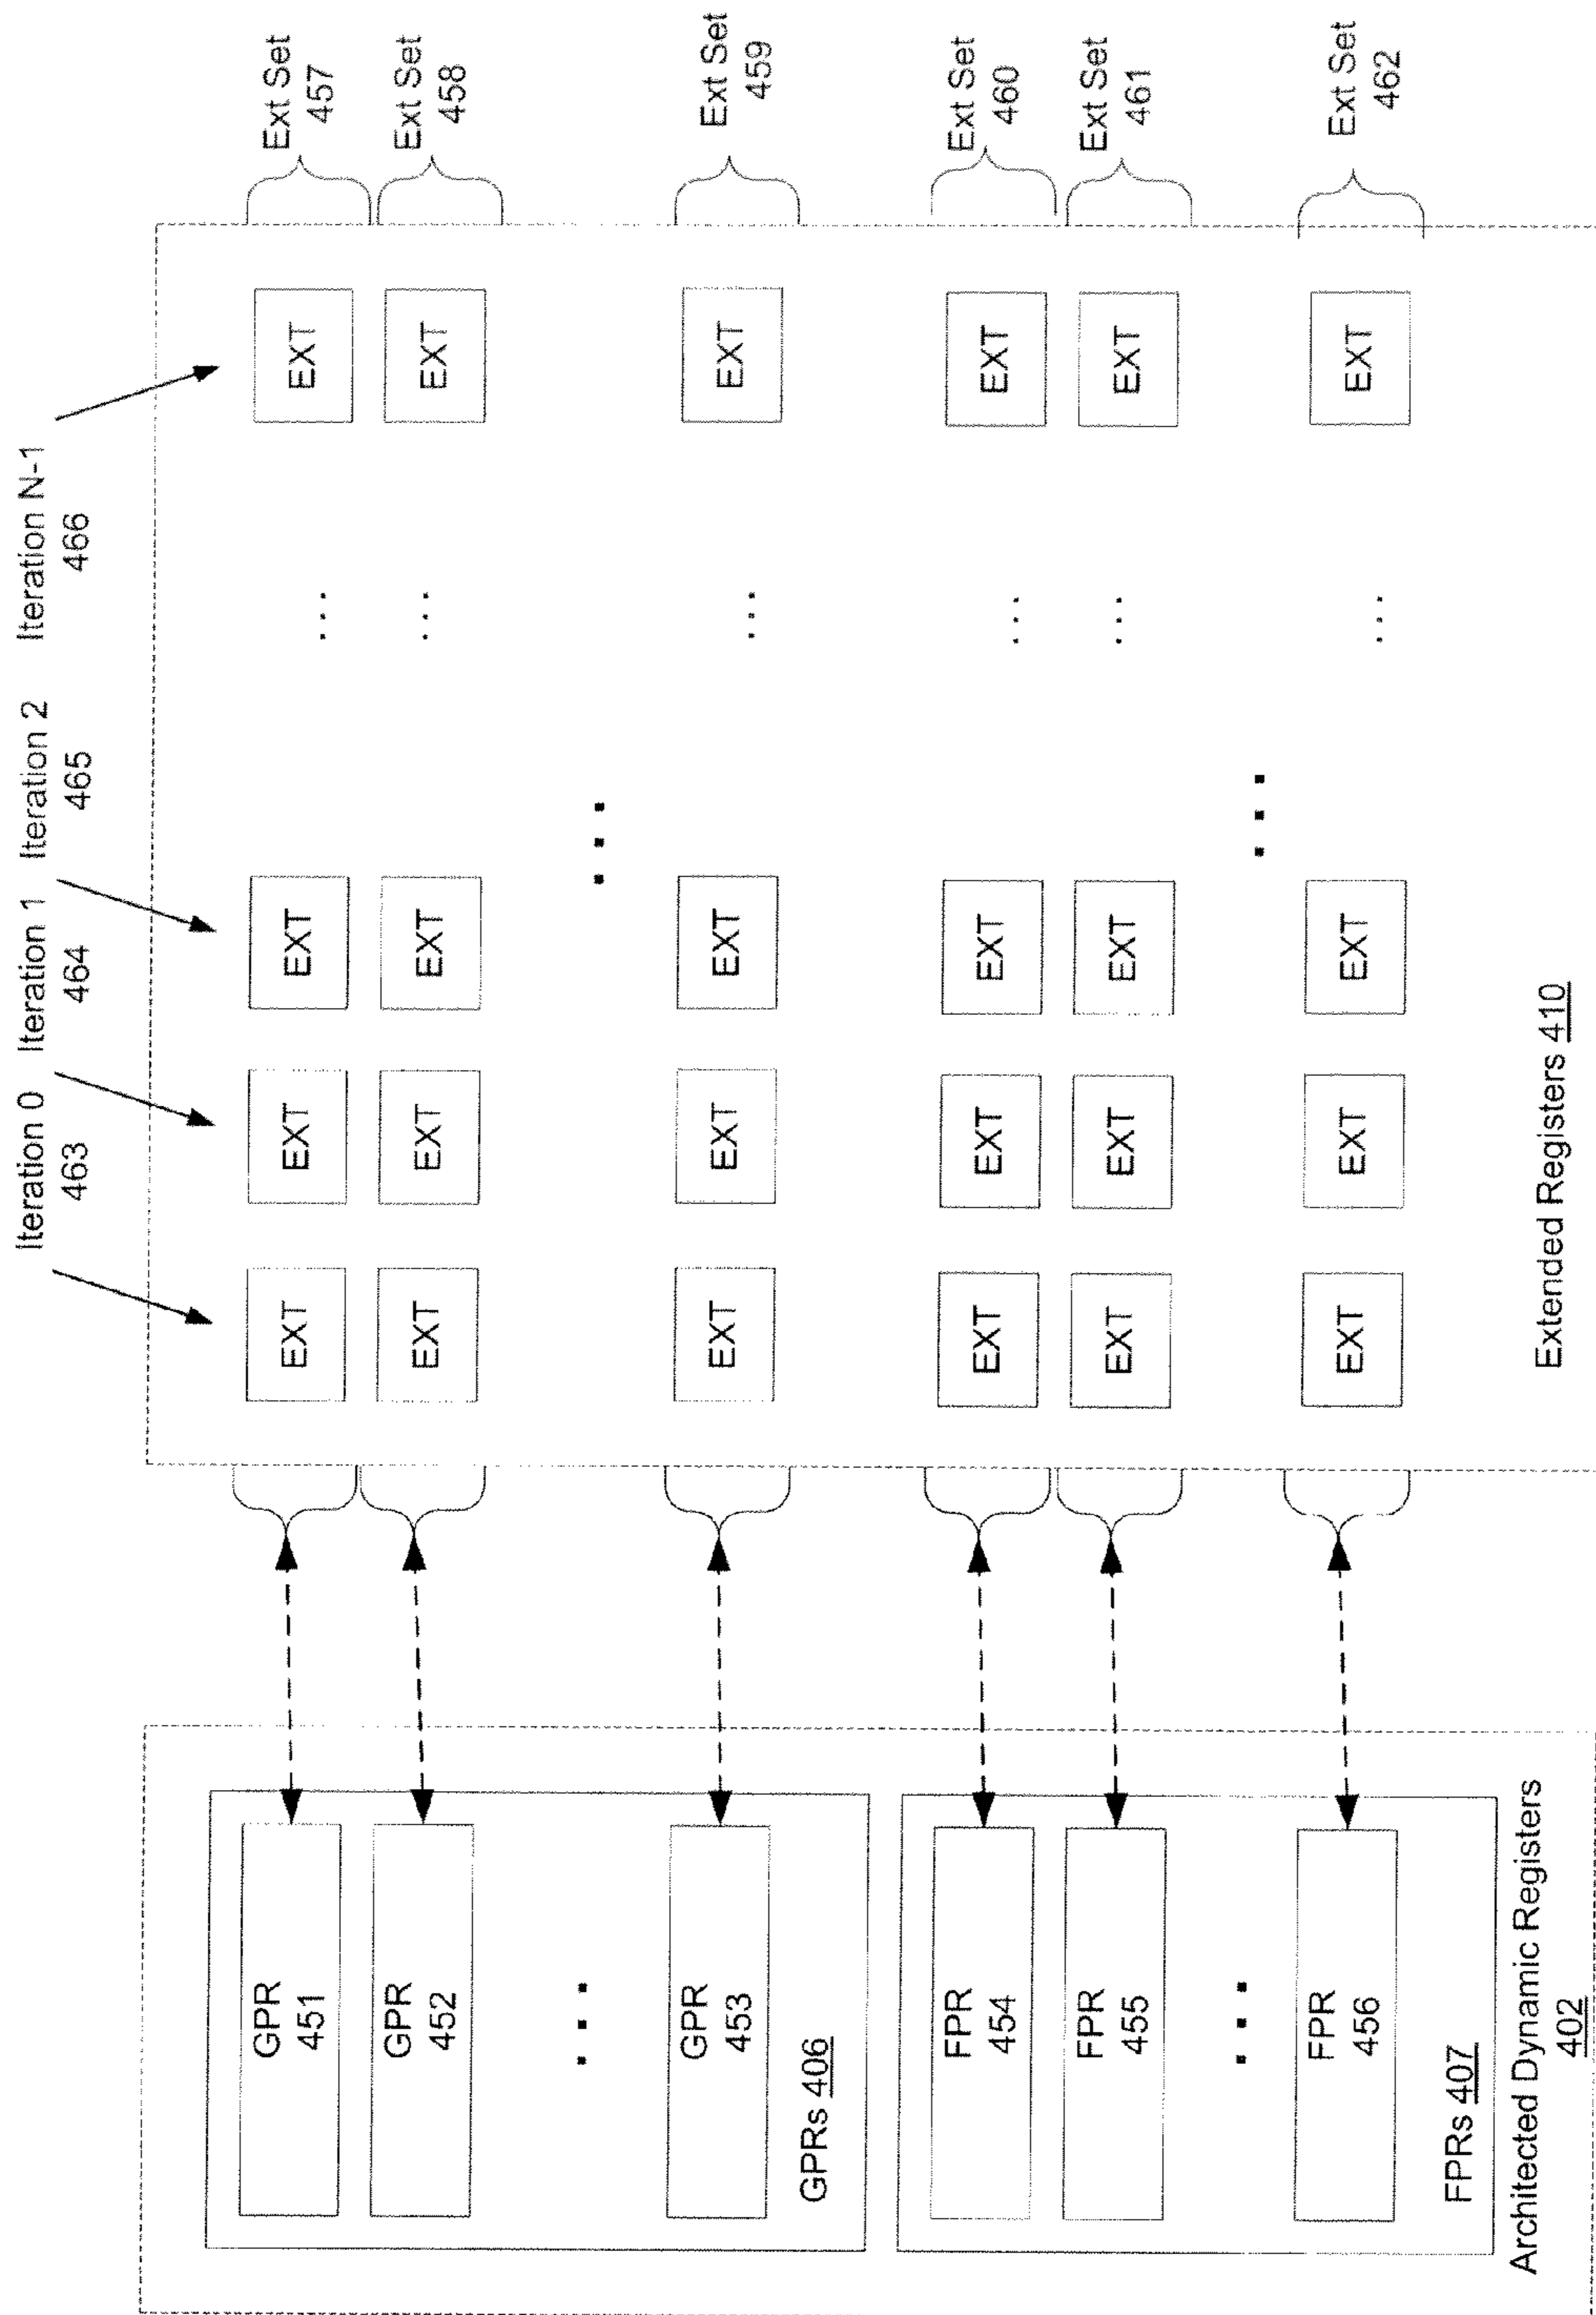 Iteration 0
463
Iteration 1
464
Iteration 2
465
Iteration N-1
466
GPR
451
EXT
EXT
EXT
...
EXT
Ext Set
457
GPR
452
EXT
EXT
EXT
...
EXT
Ext Set
458
...
...
GPR
453
EXT
EXT
EXT
...
EXT
Ext Set
459
GPRs 406
FPR
454
EXT
EXT
EXT
...
EXT
Ext Set
460
FPR
455
EXT
EXT
EXT
...
EXT
Ext Set
461
...
...
FPR
456
EXT
EXT
EXT
...
EXT
Ext Set
462
FPRs 407
Architected Dynamic Registers
402
Extended Registers 410